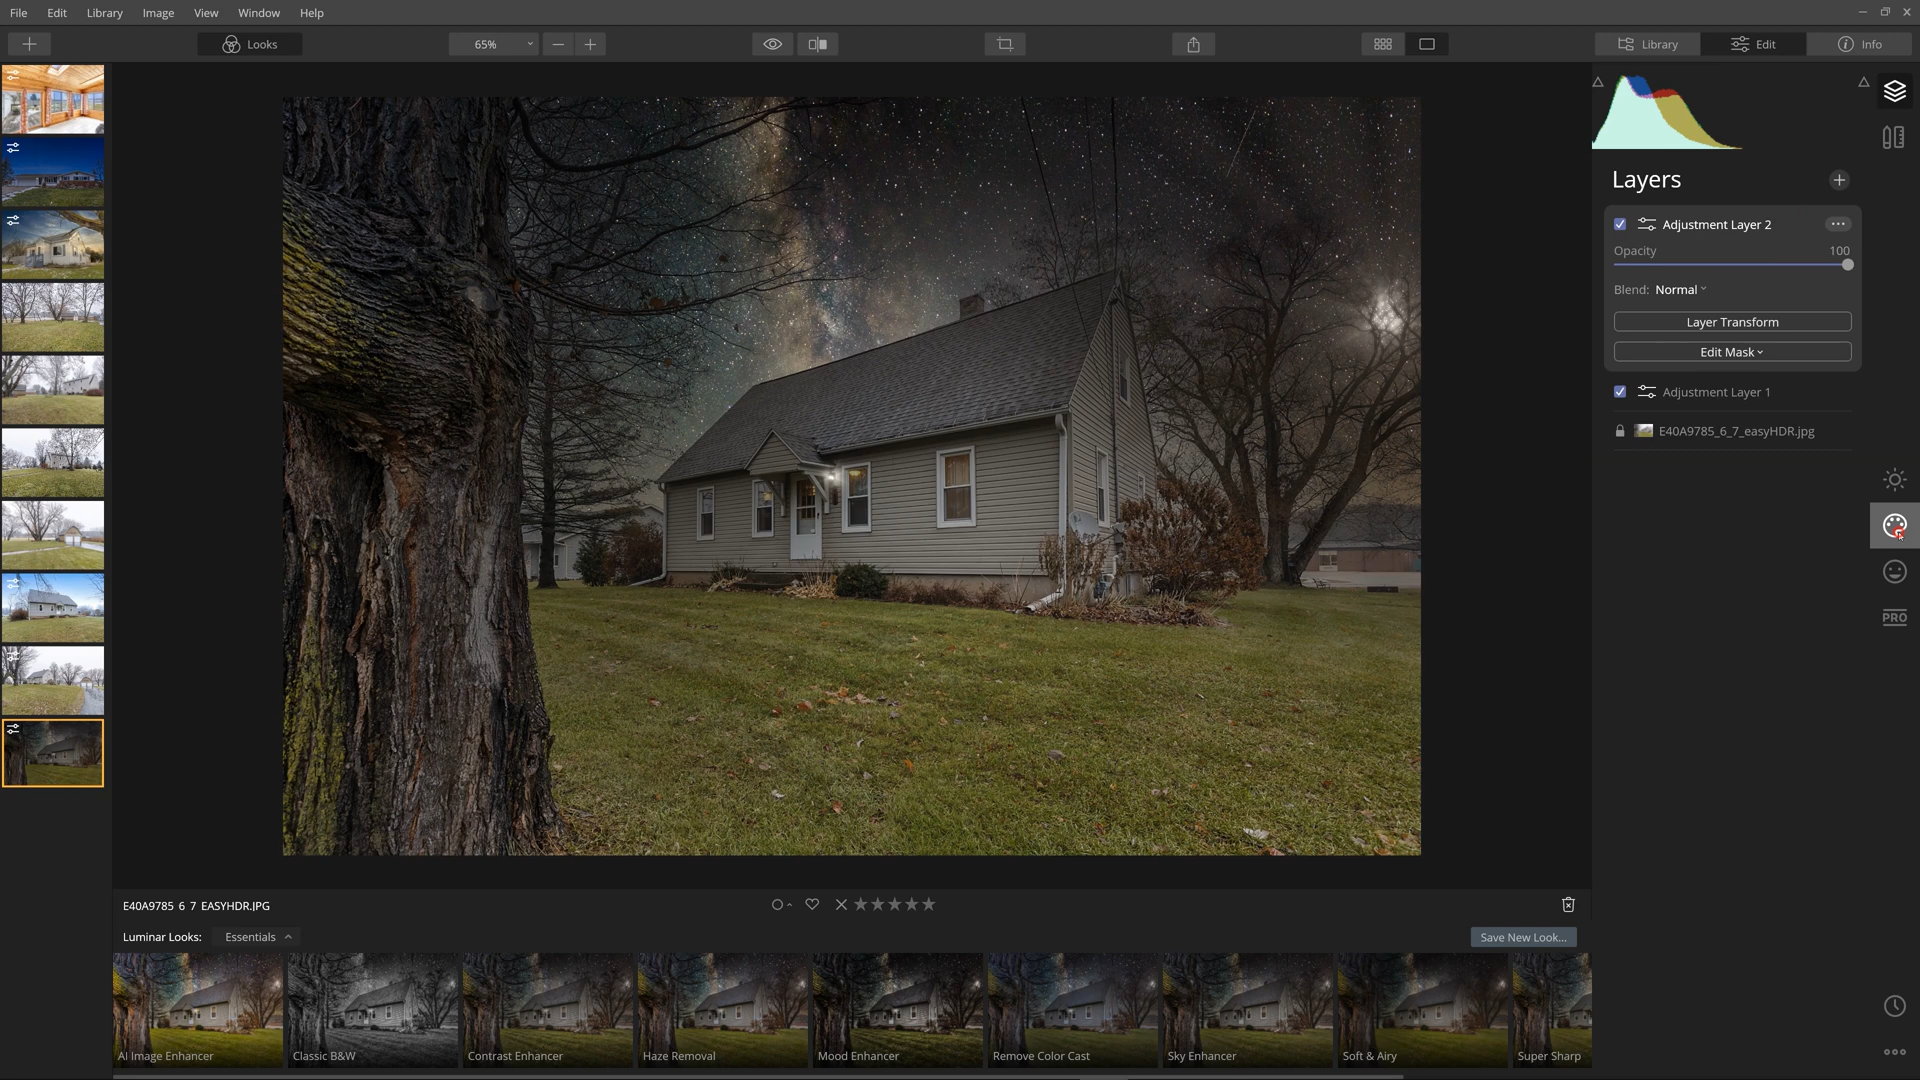 File Edit Library Image View Window Help
Looks 65% Library Edit Info
Layers
Adjustment Layer 2
Opacity 100
Blend: Normal
Layer Transform
Edit Mask
Adjustment Layer 1
E40A9785_6_7_easyHDR.jpg
PRO
E40A9785 6 7 EASYHDR.JPG
Luminar Looks: Essentials Save New Look...
AI Image Enhancer Classic B&W Contrast Enhancer Haze Removal Mood Enhancer Remove Color Cast Sky Enhancer Soft & Airy Super Sharp